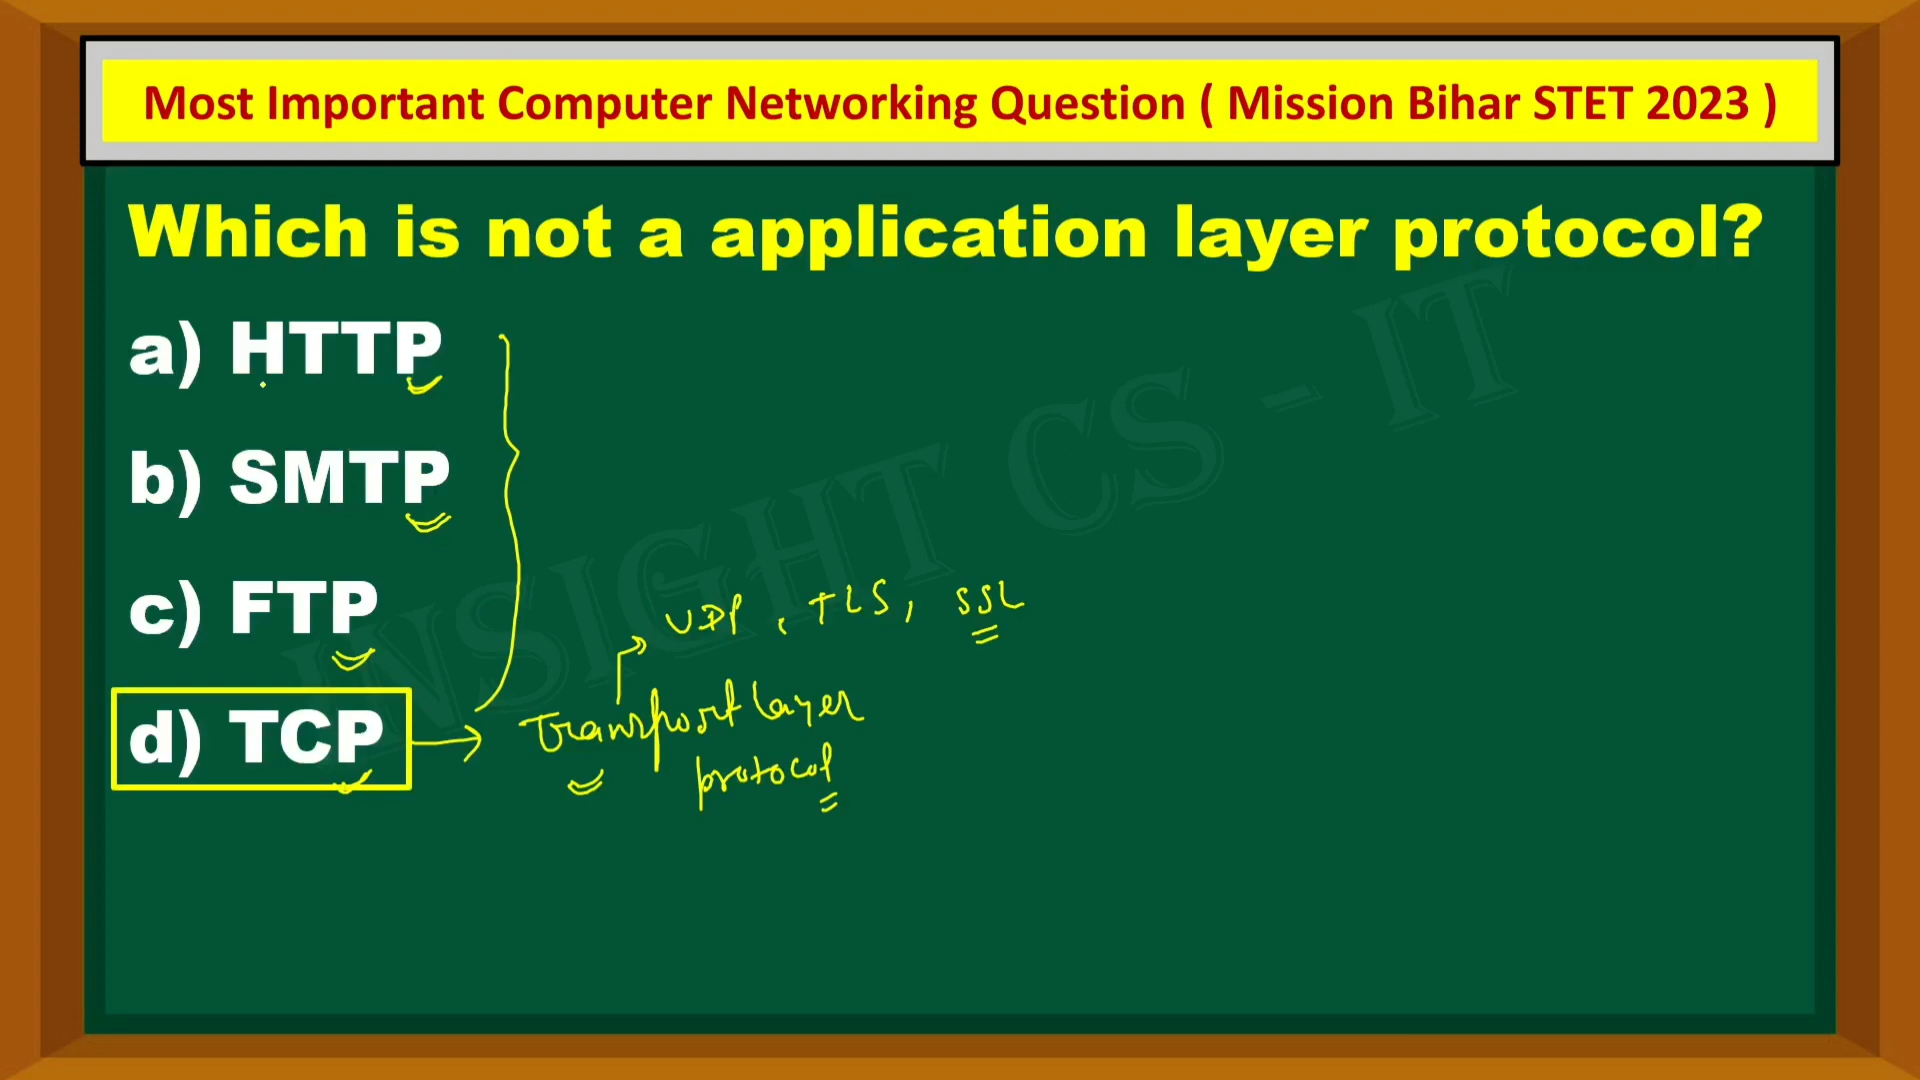 Most Important Computer Networking Question ( Mission Bihar STET 2023 )
Which is not a application layer protocol?
a) HTTP
b) SMTP
c) FTP
UDP, TLS, SSL
d) TCP → Transport layer
protocol
INSIGHT CS - IT